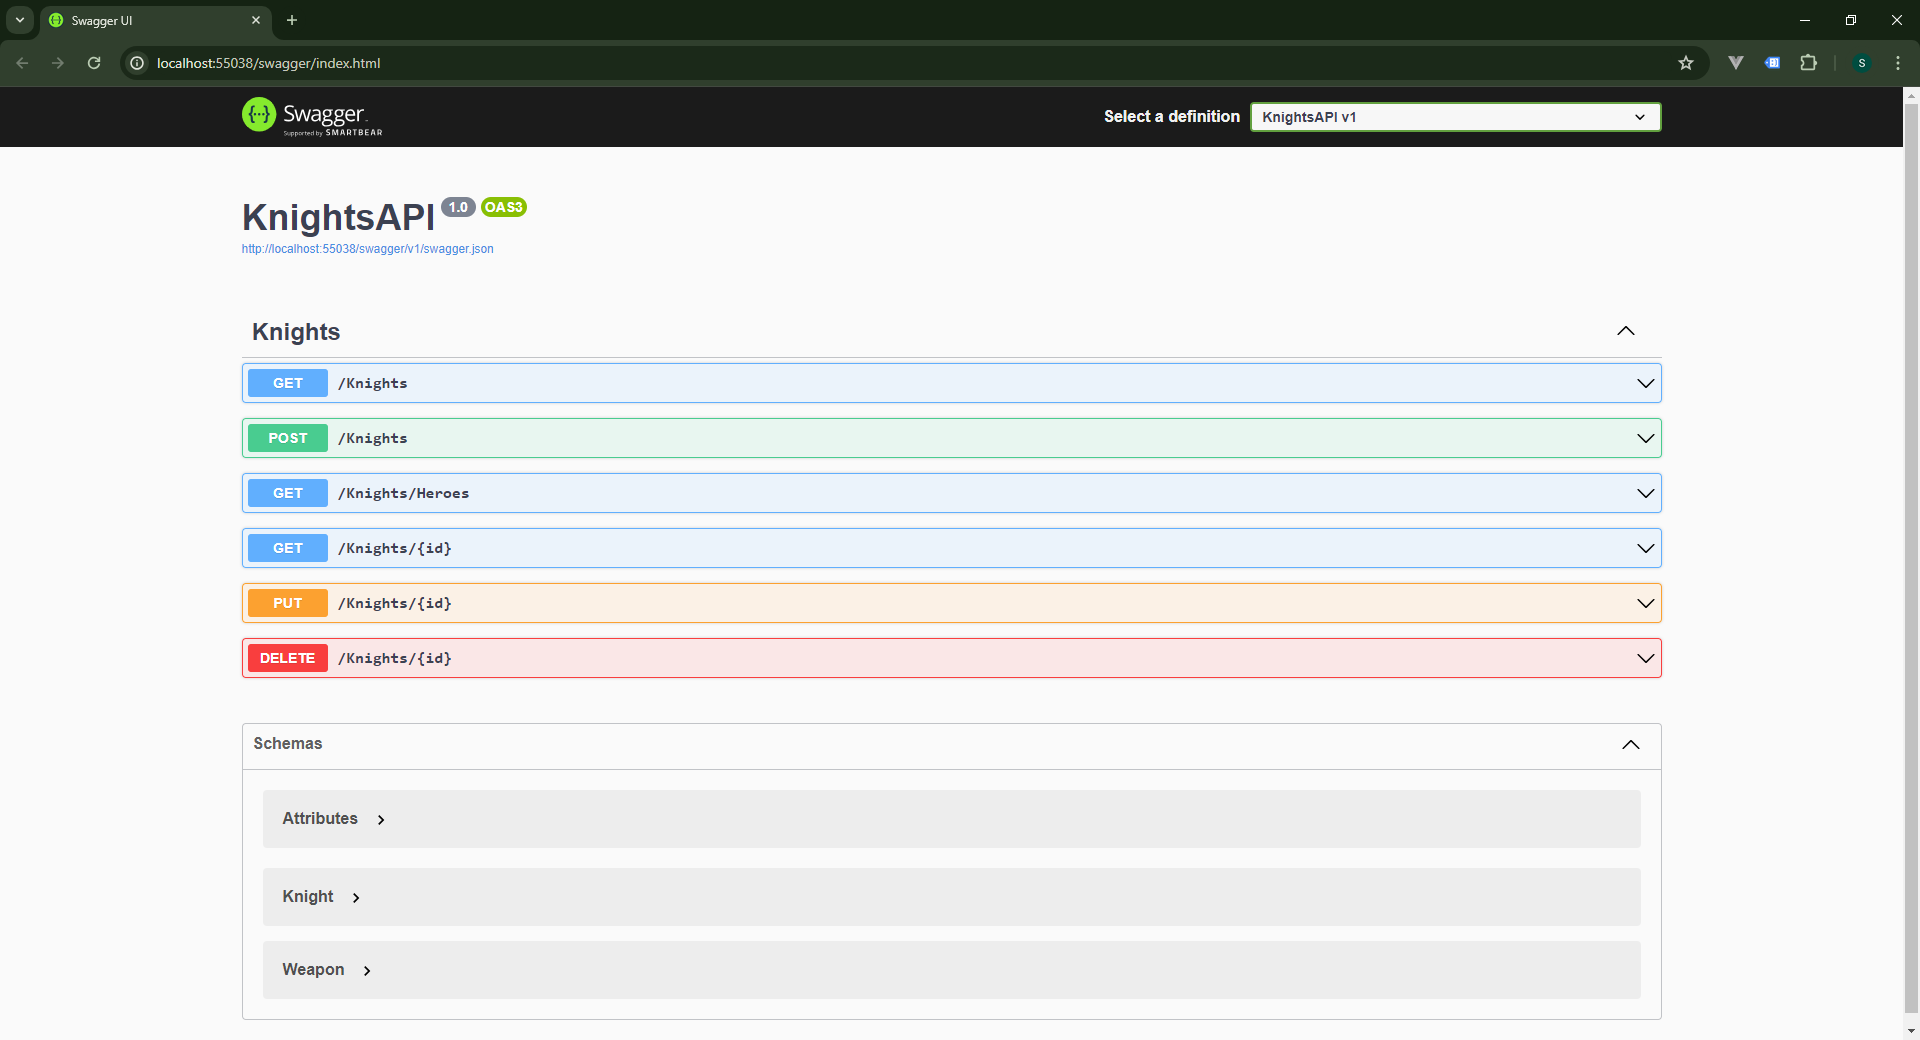 Swagger UI
localhost:55038/swagger/index.html
S
{···} Swagger
Supported by SMARTBEAR
Select a definition
KnightsAPI v1
KnightsAPI 1.0 OAS3
http://localhost:55038/swagger/v1/swagger.json
Knights
GET /Knights
POST /Knights
GET /Knights/Heroes
GET /Knights/{id}
PUT /Knights/{id}
DELETE /Knights/{id}
Schemas
Attributes
Knight
Weapon